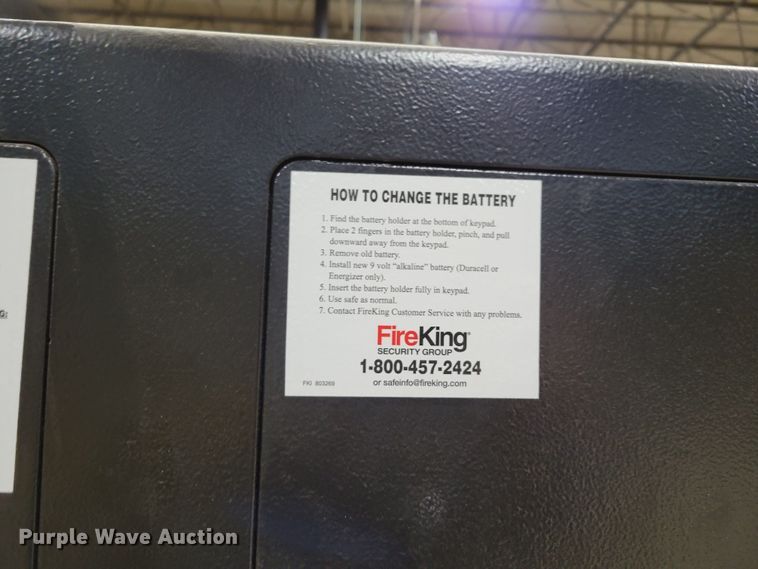 HOW TO CHANGE THE BATTERY
1. Find the battery holder at the bottom of keypad.
2. Place 2 fingers in the battery holder, pinch, and pull
downward away from the keypad.
3. Remove old battery.
4. Install new 9 volt "alkaline" battery (Duracell or
Energizer only).
5. Insert the battery holder fully in keypad.
6. Use safe as normal.
7. Contact FireKing Customer Service with any problems.
FireKing®
SECURITY GROUP
1-800-457-2424
FIG 803269 or safeinfo@fireking.com
G:
Purple Wave Auction®